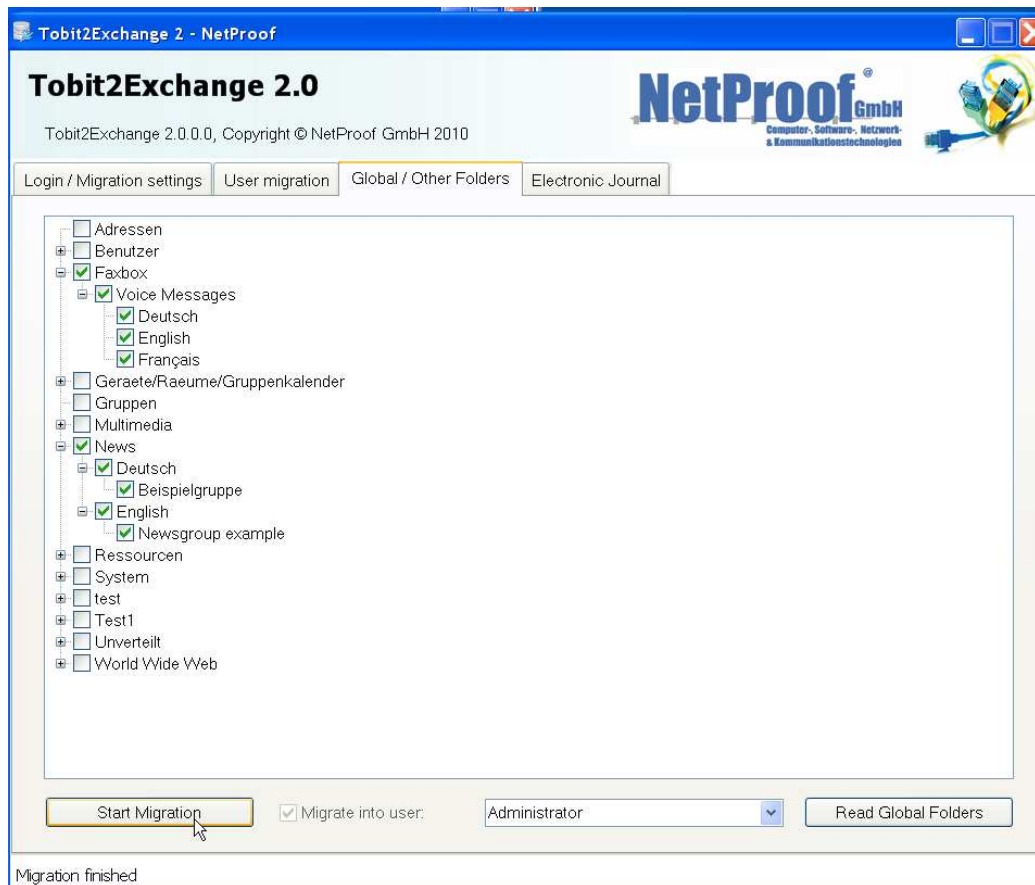 Tobit2Exchange 2 - NetProof
Tobit2Exchange 2.0
Tobit2Exchange 2.0.0.0, Copyright © NetProof GmbH 2010
NetProof @ GmbH
Computer-, Software-, Netzwerk-
& Kommunikationstechnologien
Login / Migration settings User migration Global / Other Folders Electronic Journal
Adressen
Benutzer
Faxbox
Voice Messages
Deutsch
English
Français
Geraete/Raeume/Gruppenkalender
Gruppen
Multimedia
News
Deutsch
Beispielgruppe
English
Newsgroup example
Ressourcen
System
test
Test1
Unverteilt
World Wide Web
Start Migration Migrate into user: Administrator Read Global Folders
Migration finished